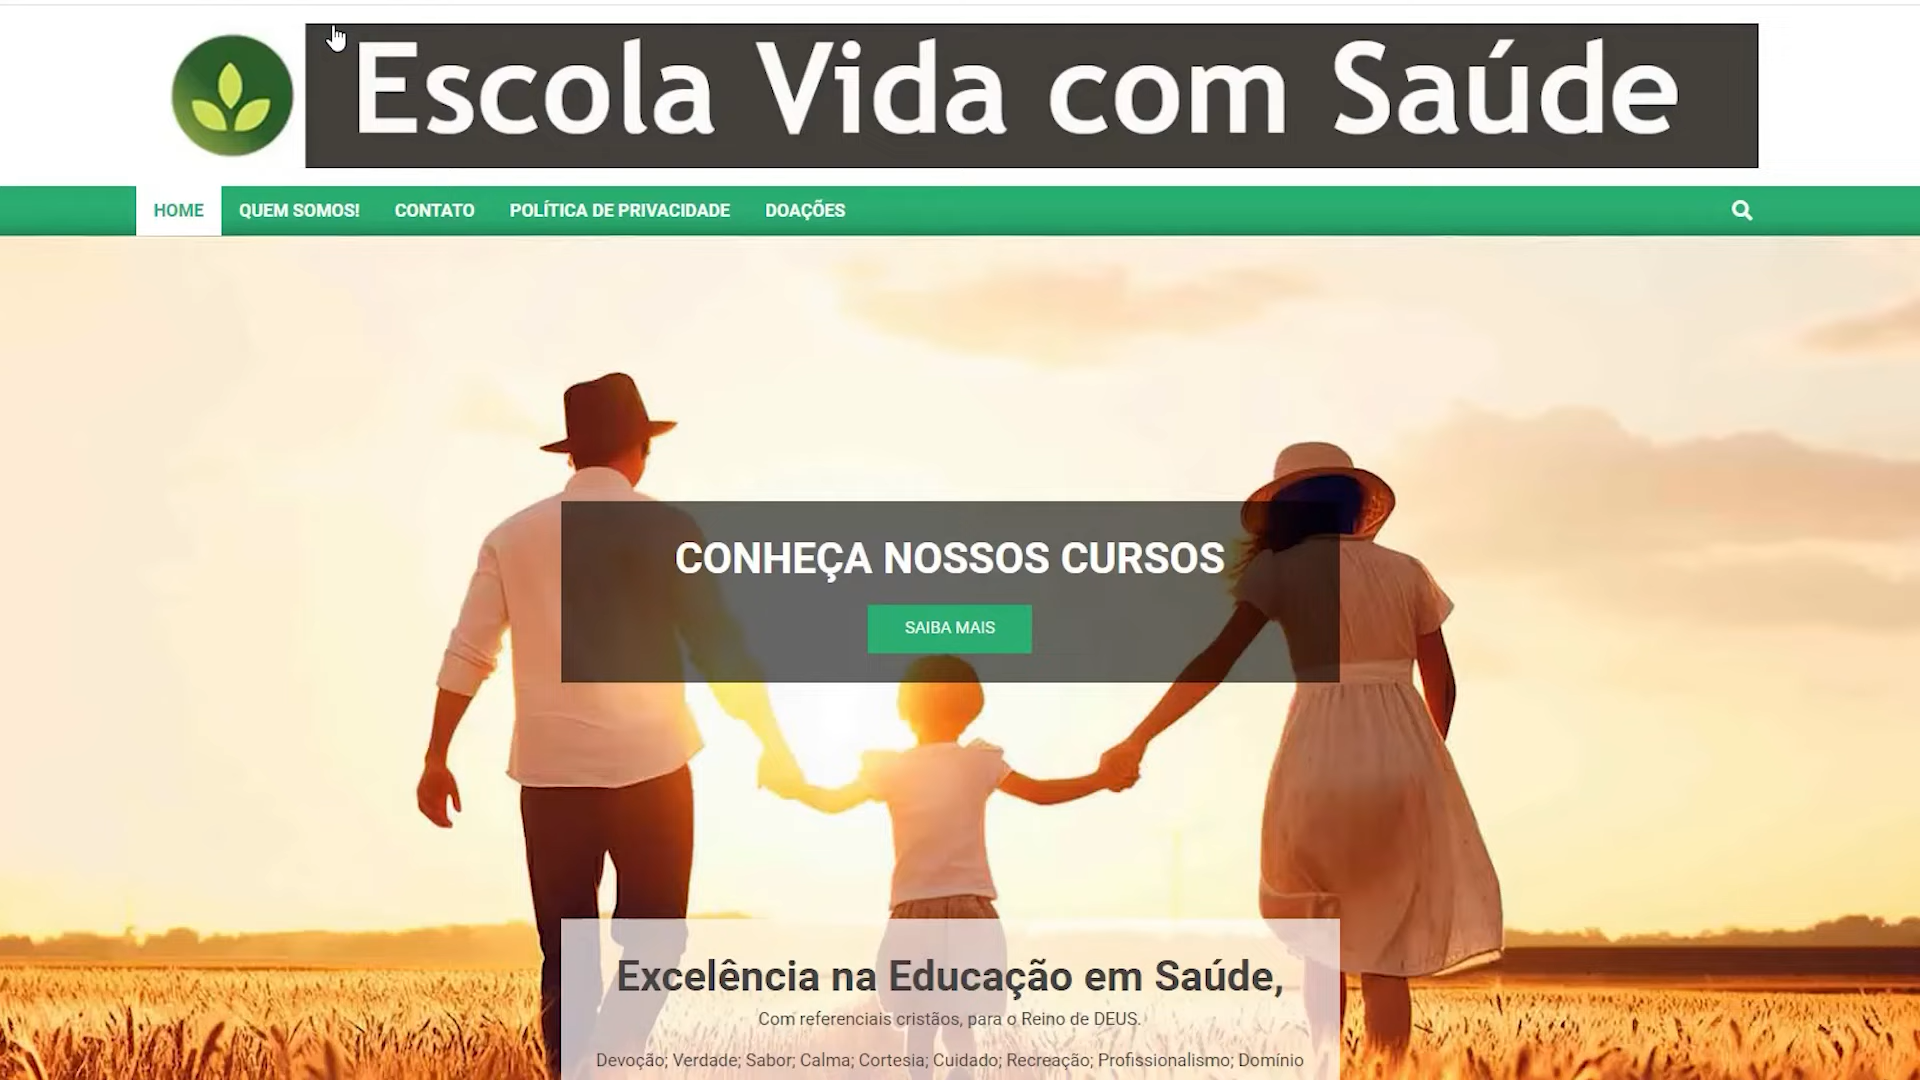 Escola Vida com Saúde
HOME QUEM SOMOS! CONTATO POLÍTICA DE PRIVACIDADE DOAÇÕES
CONHEÇA NOSSOS CURSOS
SAIBA MAIS
Excelência na Educação em Saúde,
Com referenciais cristãos, para o Reino de DEUS.
Devoção; Verdade; Sabor; Calma; Cortesia; Cuidado; Recreação; Profissionalismo; Domínio